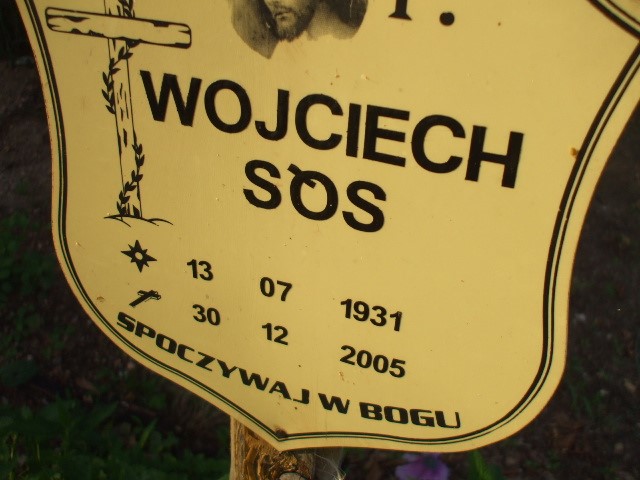 WOJCIECH
SOS
13 07 1931
30 12 2005
SPOCZYWAJ W BOGU